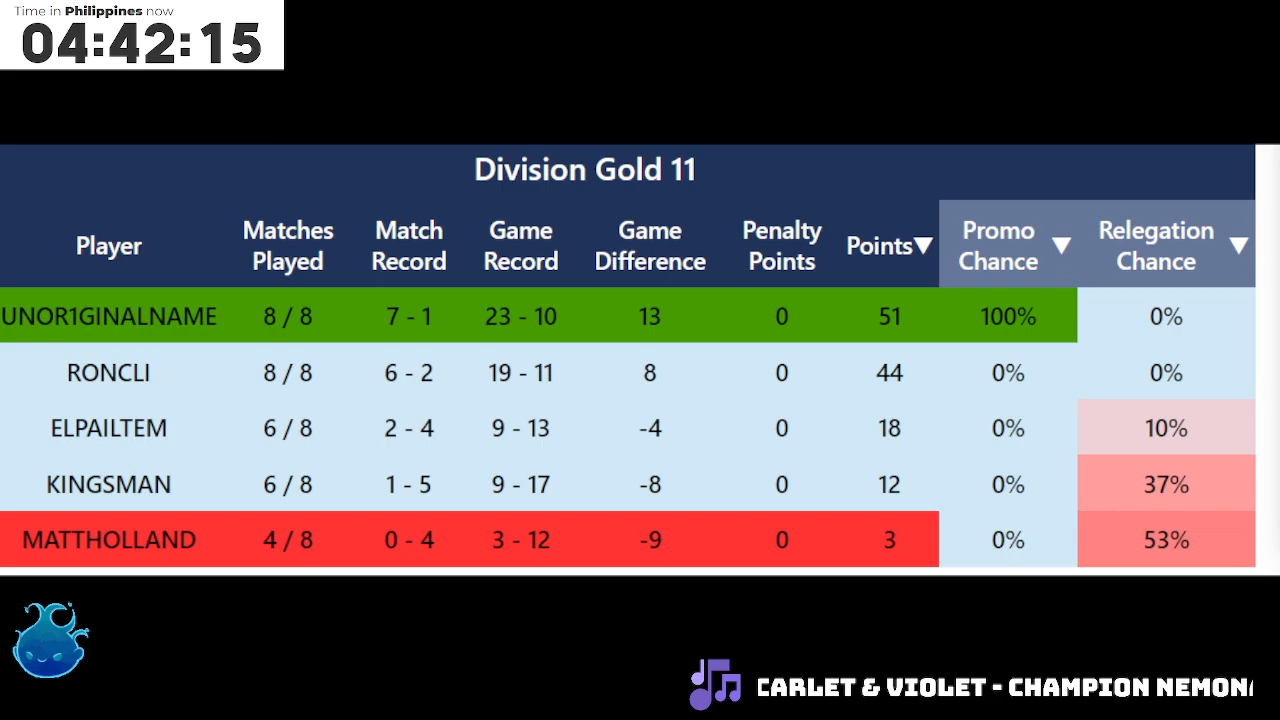 Time in Philippines now
04:42:15
Division Gold 11
Player Matches Played Match Record Game Record Game Difference Penalty Points Points▼ Promo Chance ▼ Relegation Chance ▼
UNOR1GINALNAME 8 / 8 7 - 1 23 - 10 13 0 51 100% 0%
RONCLI 8 / 8 6 - 2 19 - 11 8 0 44 0% 0%
ELPAILTEM 6 / 8 2 - 4 9 - 13 -4 0 18 0% 10%
KINGSMAN 6 / 8 1 - 5 9 - 17 -8 0 12 0% 37%
MATTHOLLAND 4 / 8 0 - 4 3 - 12 -9 0 3 0% 53%
CARLET & VIOLET - CHAMPION NEMONA